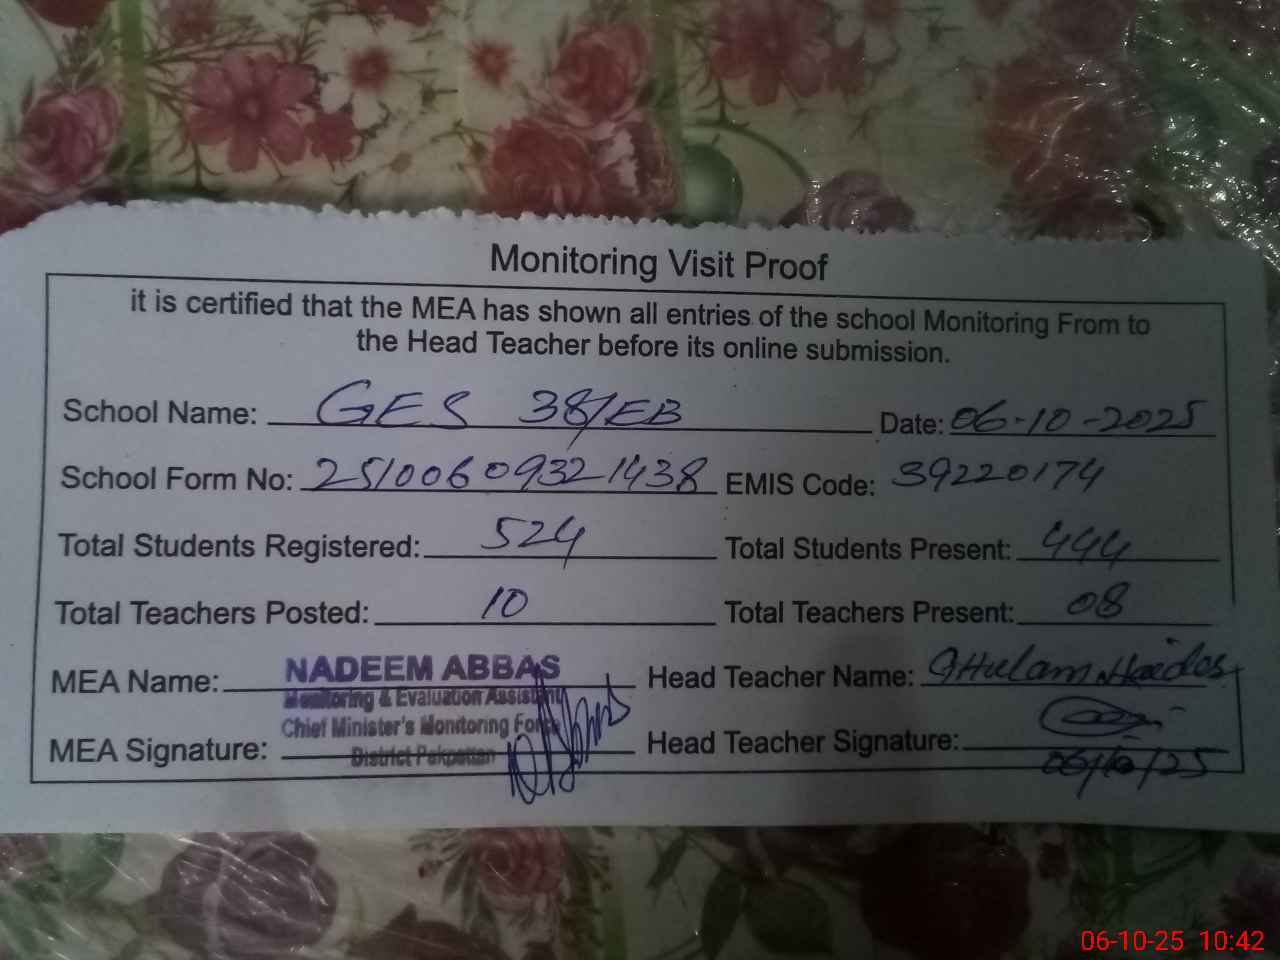 Monitoring Visit Proof
it is certified that the MEA has shown all entries of the school Monitoring From to
the Head Teacher before its online submission.
School Name: GES 38/EB Date: 06-10-2025
School Form No: 25100609321438 EMIS Code: 39220174
Total Students Registered: 524 Total Students Present: 444
Total Teachers Posted: 10 Total Teachers Present: 08
MEA Name: NADEEM ABBAS Head Teacher Name: Ghulam Haider
Monitoring & Evaluation Assistant
Chief Minister's Monitoring Force
MEA Signature: District Pakpattan Head Teacher Signature:
06/10/25
06-10-25 10:42